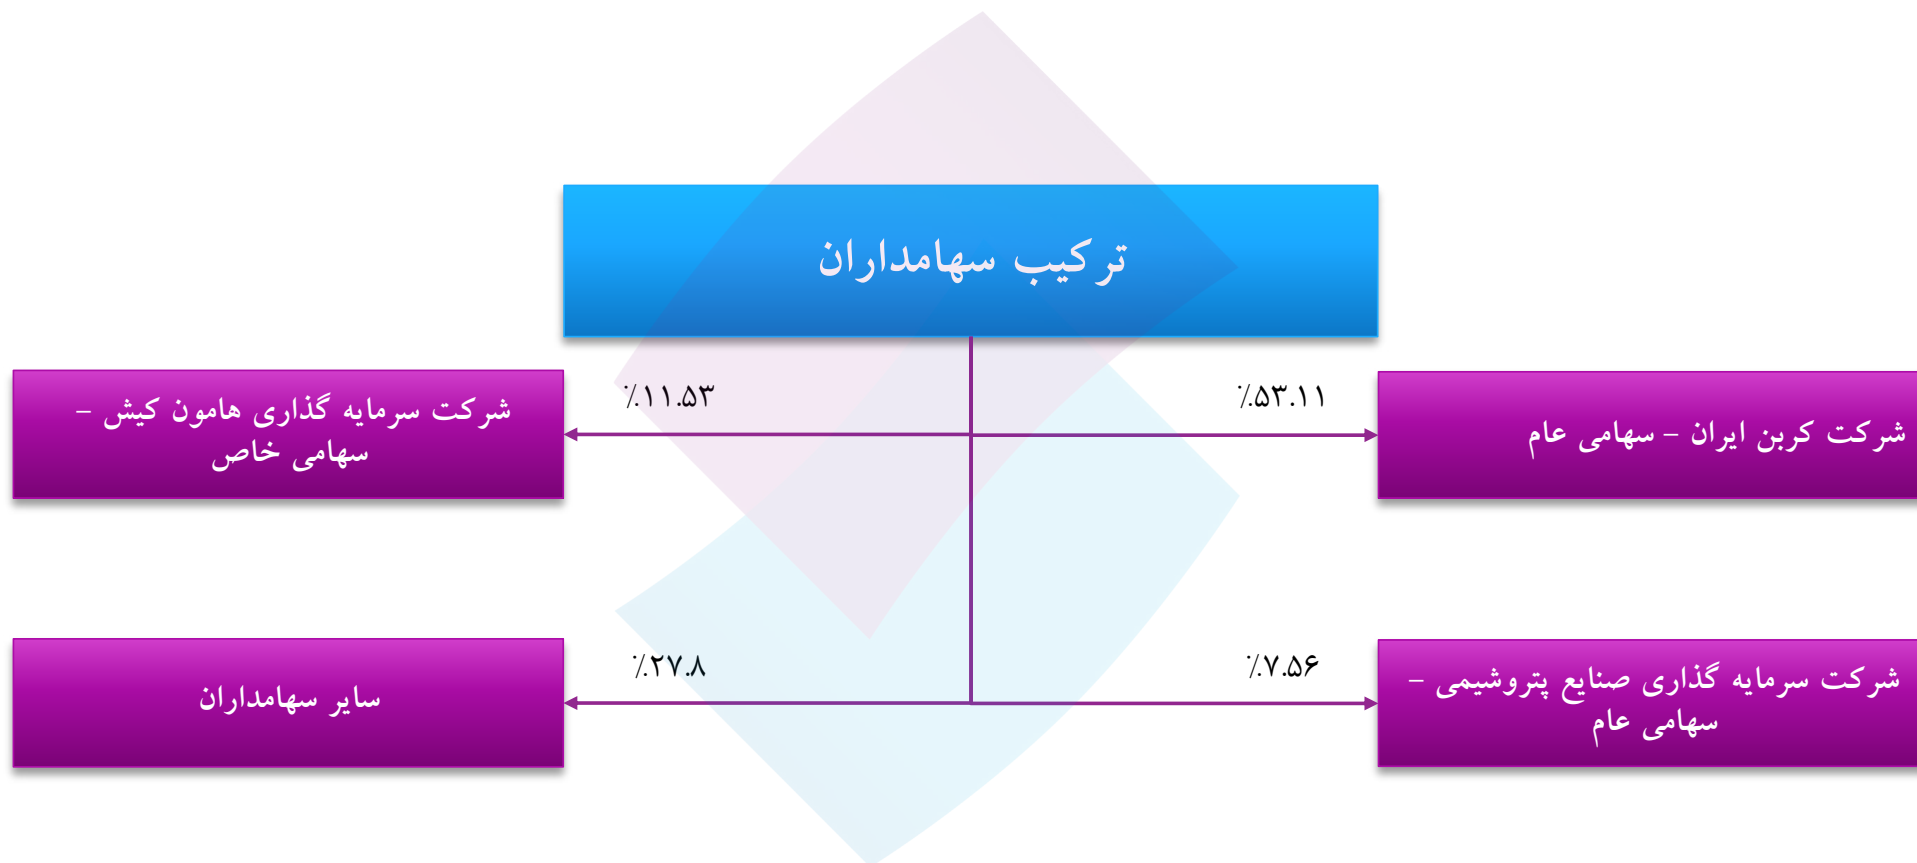 ترکیب سهامداران
٪۵۳.۱۱
٪۱۱.۵۳
شرکت کربن ایران – سهامی عام
شرکت سرمایه گذاری هامون کیش –
سهامی خاص
٪۷.۵۶
٪۲۷.۸
شرکت سرمایه گذاری صنایع پتروشیمی –
سهامی عام
سایر سهامداران